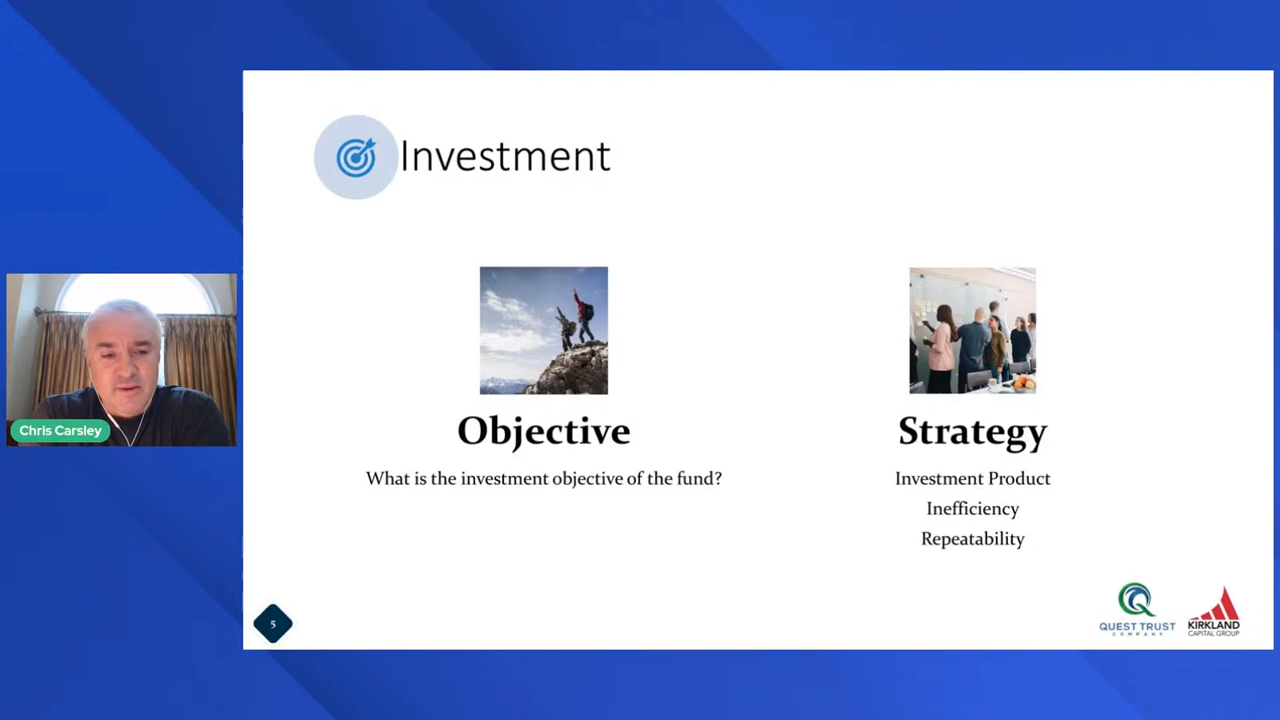 Investment
Chris Carsley
Objective
What is the investment objective of the fund?
Strategy
Investment Product
Inefficiency
Repeatability
5
QUEST TRUST
COMPANY
KIRKLAND
CAPITAL GROUP